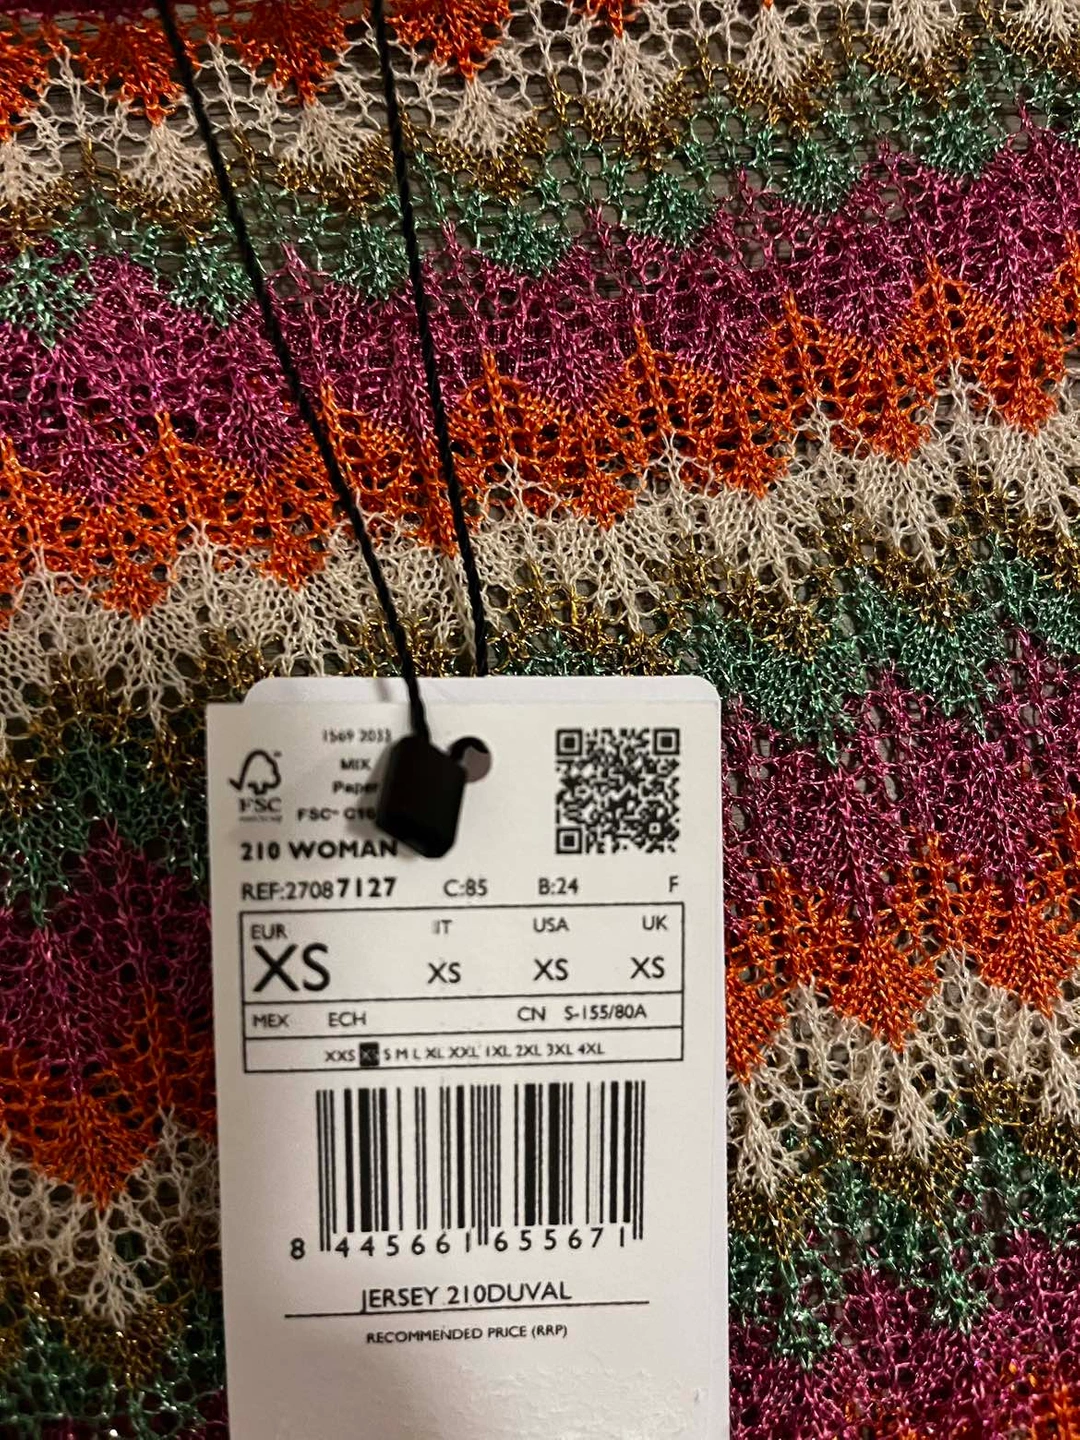 1569 2033
MIX
Paper
FSC™
FSC
210 WOMAN
REF:27087127 C:85 B:24 F
EUR IT USA UK
XS XS XS XS
MEX ECH CN S-155/80A
XXS XS S M L XL XXL 1XL 2XL 3XL 4XL
8 445661 655671
JERSEY 210DUVAL
RECOMMENDED PRICE (RRP)